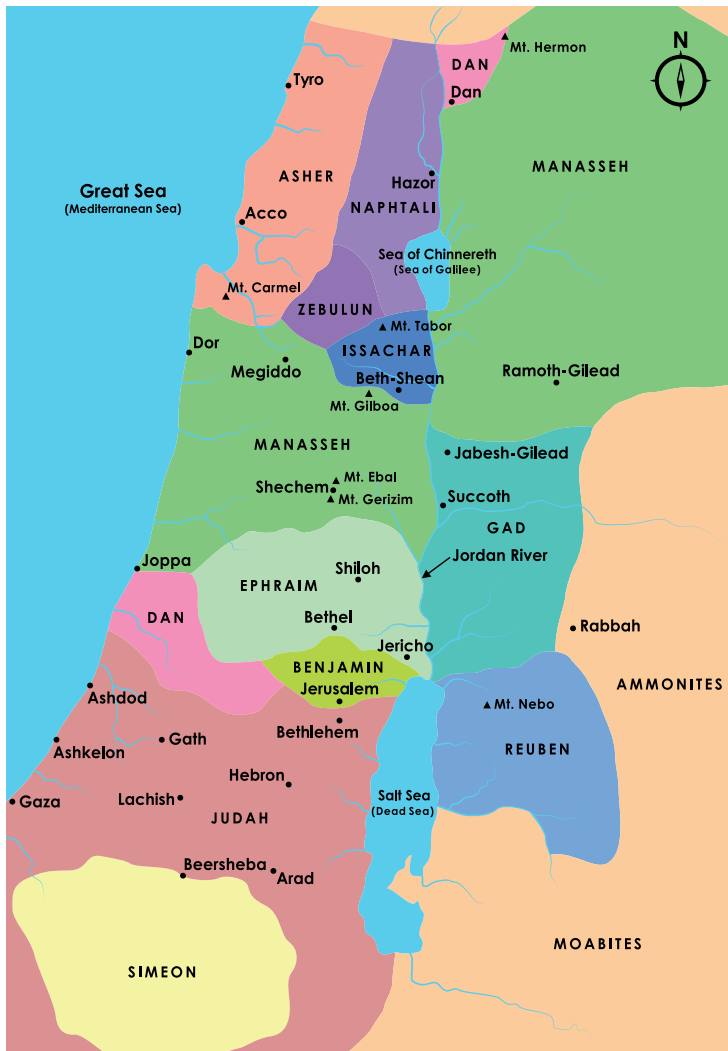 Mt. Hermon
N
DAN
Tyro
Dan
ASHER
MANASSEH
Hazor
Great Sea
(Mediterranean Sea)
NAPHTALI
Acco
Sea of Chinnereth
(Sea of Galilee)
Mt. Carmel
ZEBULUN
Mt. Tabor
Dor
ISSACHAR
Megiddo
Ramoth-Gilead
Beth-Shean
Mt. Gilboa
MANASSEH
Jabesh-Gilead
Mt. Ebal
Shechem
Mt. Gerizim
Succoth
GAD
Jordan River
Joppa
Shiloh
EPHRAIM
DAN
Bethel
Rabbah
Jericho
BENJAMIN
AMMONITES
Jerusalem
Ashdod
Mt. Nebo
Bethlehem
Ashkelon
Gath
REUBEN
Hebron
Gaza
Lachish
Salt Sea
(Dead Sea)
JUDAH
Beersheba
Arad
MOABITES
SIMEON